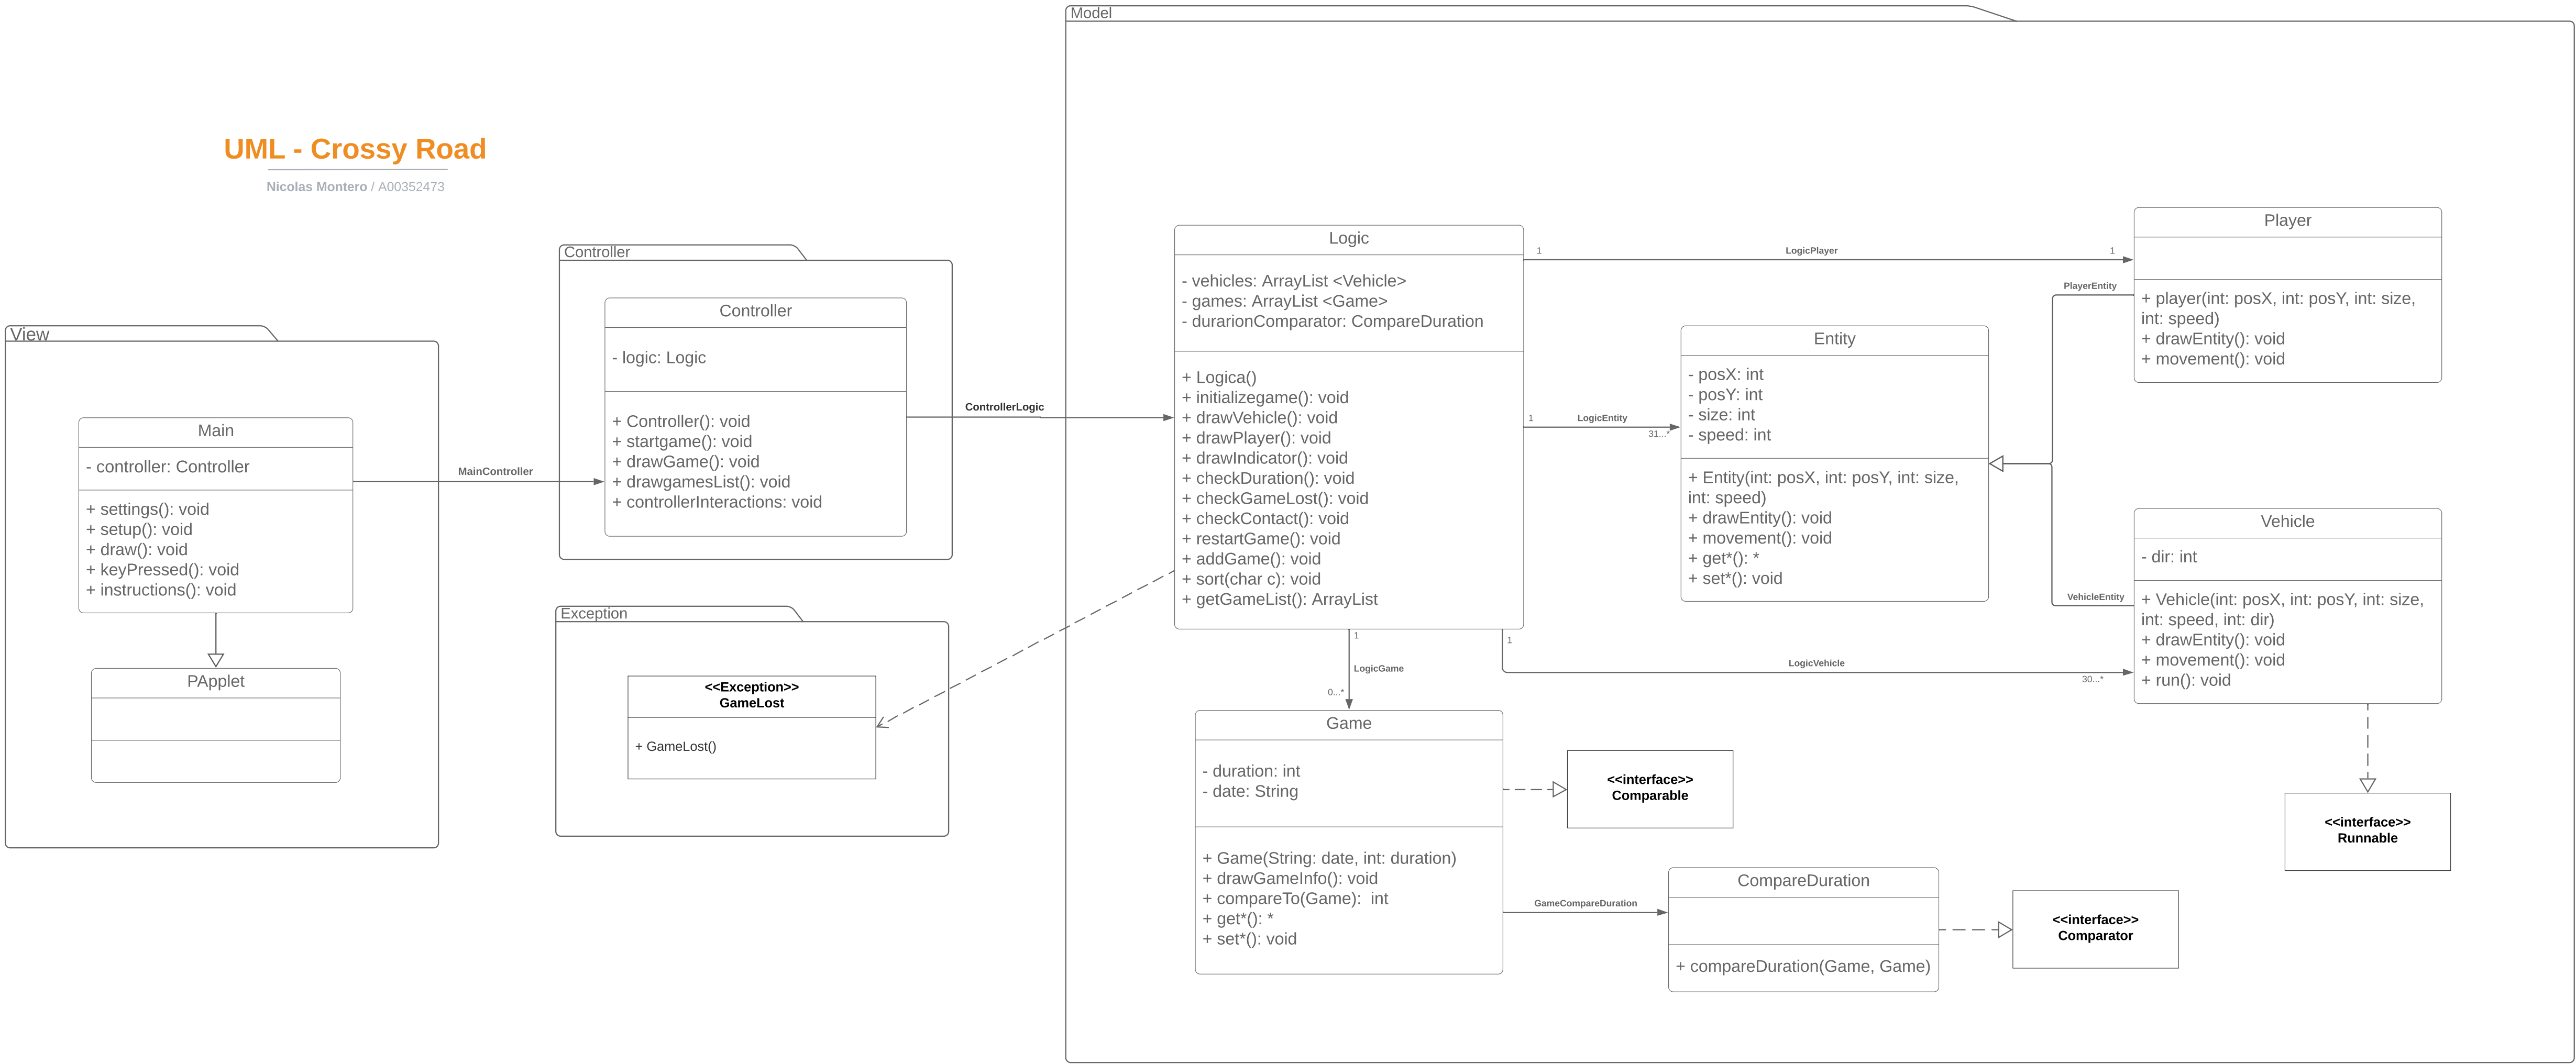 UML - Crossy Road
Nicolas Montero / A00352473
View
Main
- controller: Controller
+ settings(): void
+ setup(): void
+ draw(): void
+ keyPressed(): void
+ instructions(): void
PApplet
MainController
Controller
Controller
- logic: Logic
+ Controller(): void
+ startgame(): void
+ drawGame(): void
+ drawgamesList(): void
+ controllerInteractions: void
ControllerLogic
Exception
<<Exception>>
GameLost
+ GameLost()
Model
Logic
- vehicles: ArrayList <Vehicle>
- games: ArrayList <Game>
- durarionComparator: CompareDuration
+ Logica()
+ initializegame(): void
+ drawVehicle(): void
+ drawPlayer(): void
+ drawIndicator(): void
+ checkDuration(): void
+ checkGameLost(): void
+ checkContact(): void
+ restartGame(): void
+ addGame(): void
+ sort(char c): void
+ getGameList(): ArrayList
1
LogicPlayer
1
1
LogicEntity
31...*
1
LogicGame
0...*
1
LogicVehicle
30...*
Entity
- posX: int
- posY: int
- size: int
- speed: int
+ Entity(int: posX, int: posY, int: size,
int: speed)
+ drawEntity(): void
+ movement(): void
+ get*(): *
+ set*(): void
Player
+ player(int: posX, int: posY, int: size,
int: speed)
+ drawEntity(): void
+ movement(): void
PlayerEntity
VehicleEntity
Vehicle
- dir: int
+ Vehicle(int: posX, int: posY, int: size,
int: speed, int: dir)
+ drawEntity(): void
+ movement(): void
+ run(): void
<<interface>>
Runnable
Game
- duration: int
- date: String
+ Game(String: date, int: duration)
+ drawGameInfo(): void
+ compareTo(Game):  int
+ get*(): *
+ set*(): void
<<interface>>
Comparable
GameCompareDuration
CompareDuration
+ compareDuration(Game, Game)
<<interface>>
Comparator